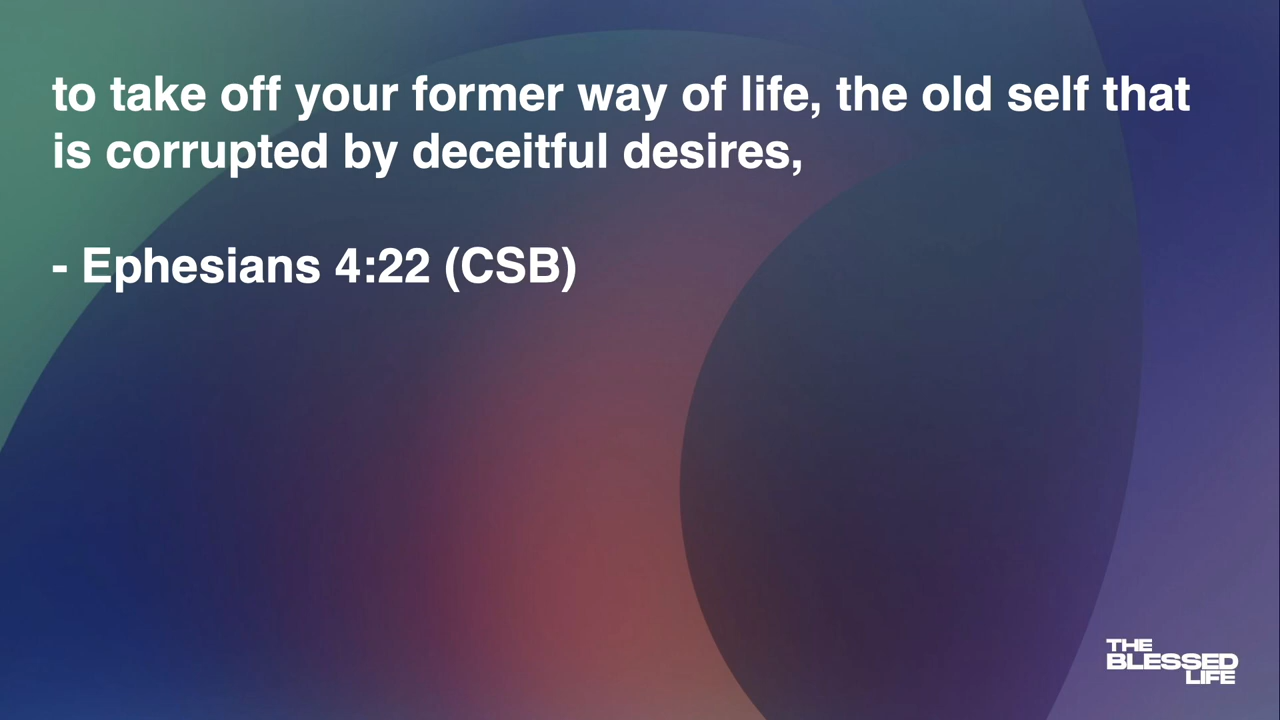 to take off your former way of life, the old self that
is corrupted by deceitful desires,
- Ephesians 4:22 (CSB)
THE
BLESSED
LIFE